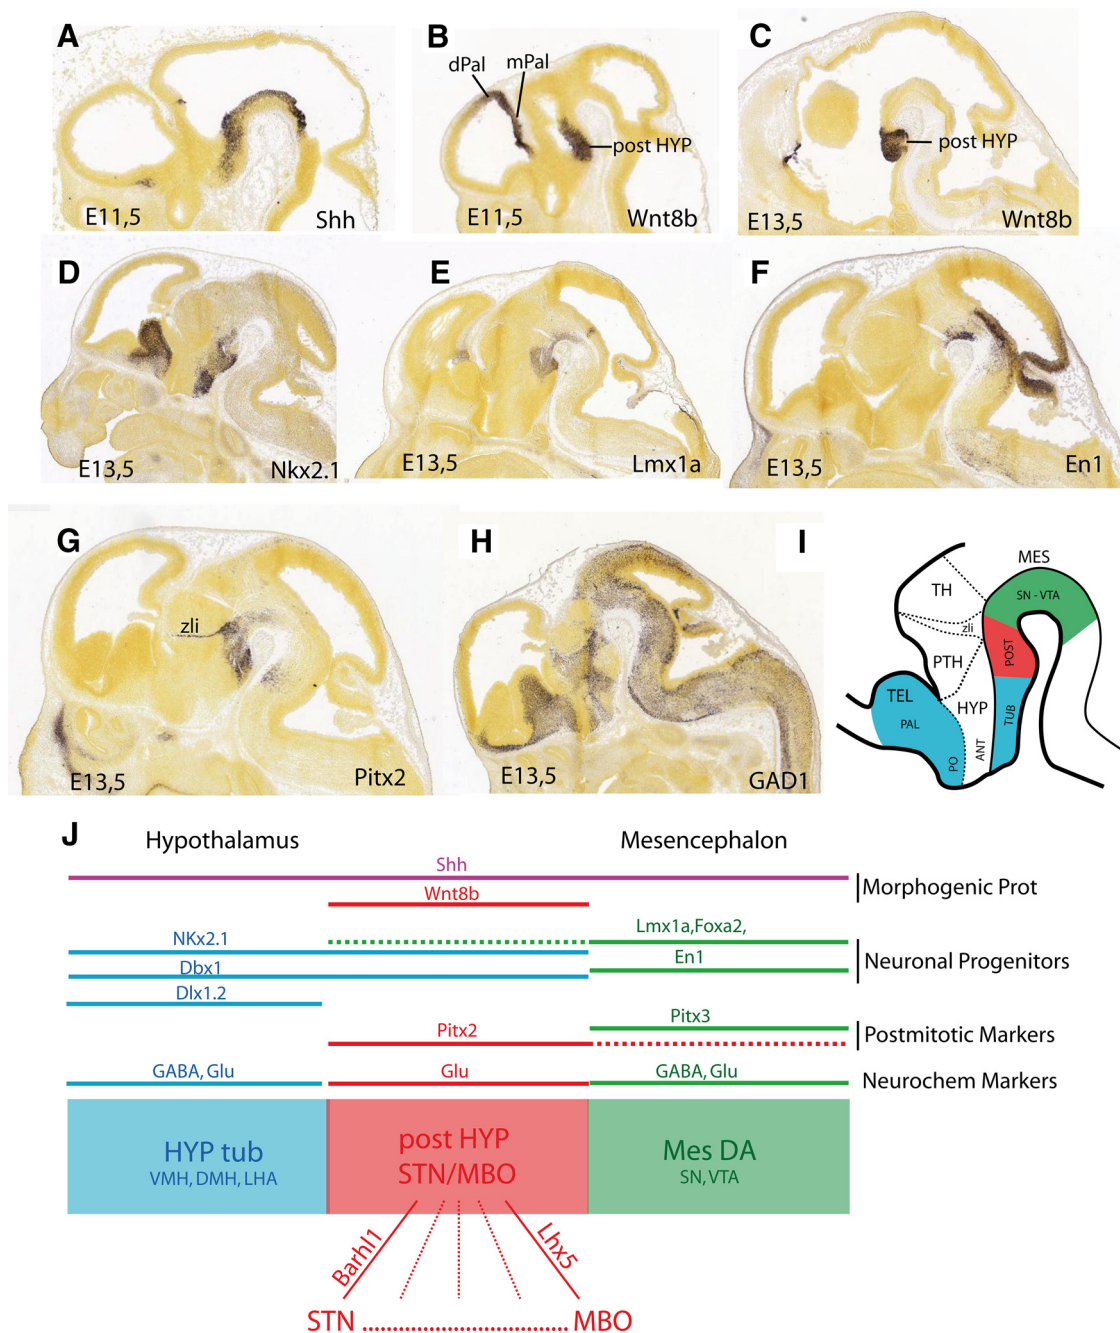 A
E11,5
Shh
B
dPal
mPal
post HYP
E11,5
Wnt8b
C
post HYP
E13,5
Wnt8b
D
E13,5
Nkx2.1
E
E13,5
Lmx1a
F
E13,5
En1
G
zli
E13,5
Pitx2
H
E13,5
GAD1
I
MES
SN - VTA
TH
zli
POST
PTH
TEL
PAL
HYP
TUB
ANT
PO
J
Hypothalamus
Mesencephalon
Shh
Morphogenic Prot
Wnt8b
Lmx1a,Foxa2,
NKx2.1
En1
Neuronal Progenitors
Dbx1
Dlx1.2
Pitx3
Pitx2
Postmitotic Markers
GABA, Glu
Glu
GABA, Glu
Neurochem Markers
HYP tub
VMH, DMH, LHA
post HYP
STN/MBO
Mes DA
SN, VTA
Barhl1
Lhx5
STN
MBO